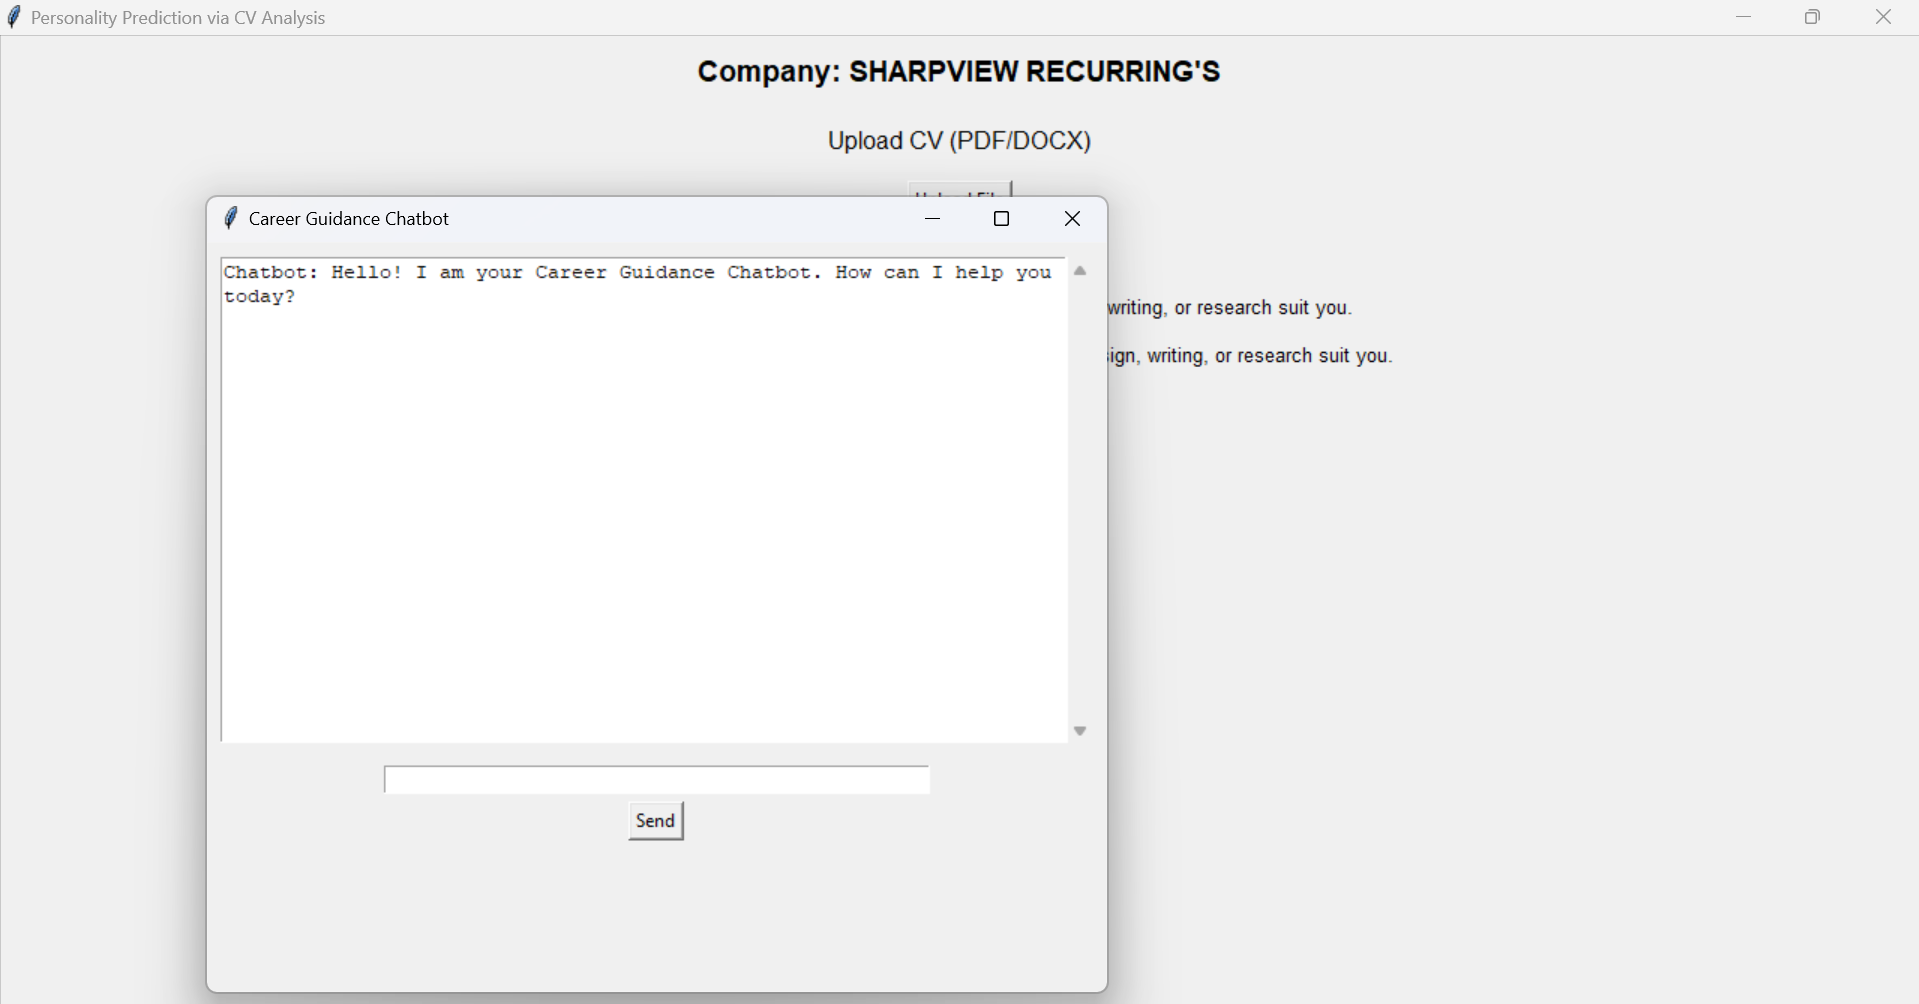 Personality Prediction via CV Analysis
Company: SHARPVIEW RECURRING'S
Upload CV (PDF/DOCX)
Career Guidance Chatbot
Chatbot: Hello! I am your Career Guidance Chatbot. How can I help you
today?
writing, or research suit you.
writing, or research suit you.
Send